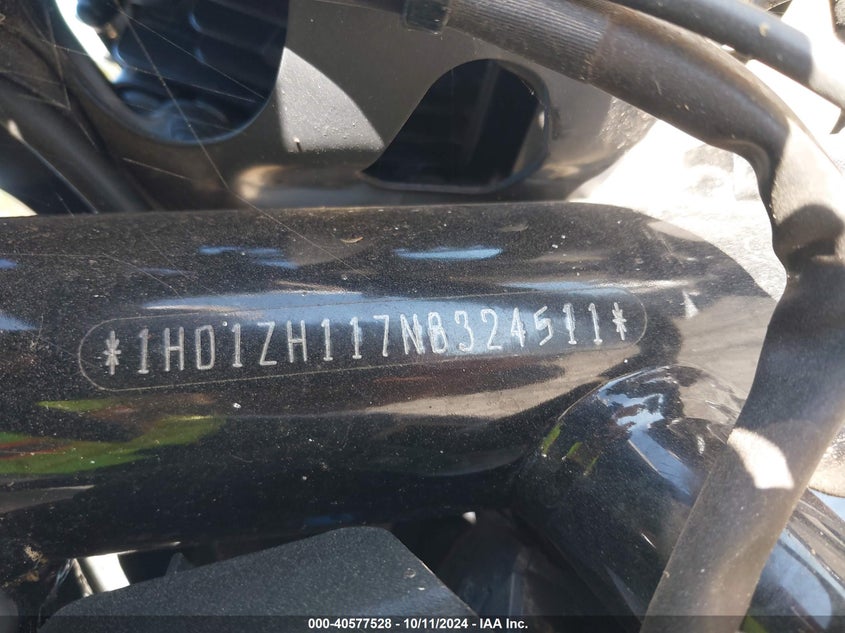 *1HD1ZH117NB324511*
000-40577528 - 10/11/2024 - IAA Inc.